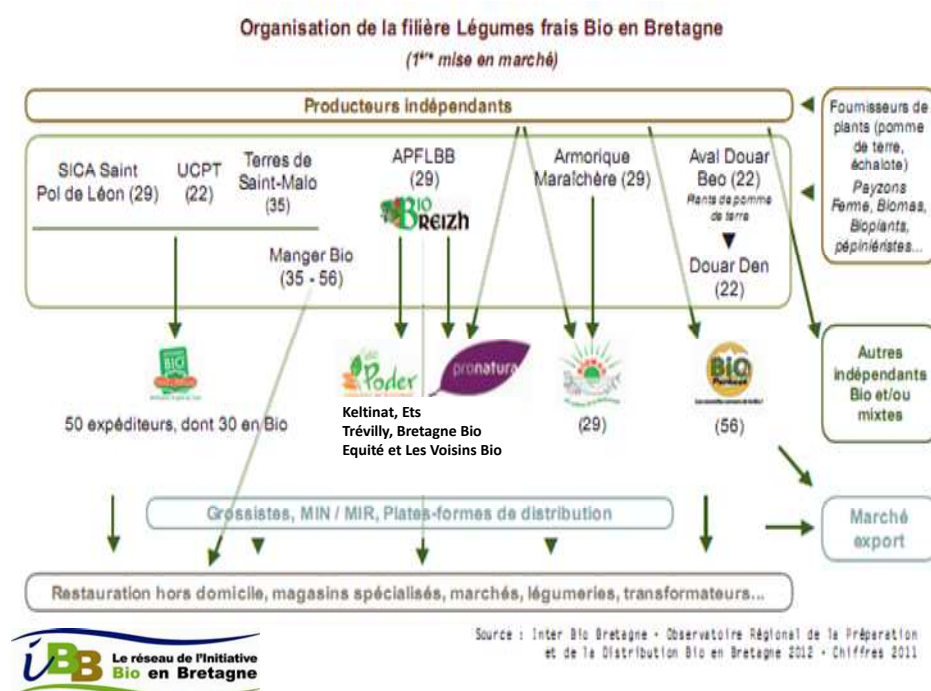 Organisation de la filière Légumes frais Bio en Bretagne
(1ère mise en marché)
Producteurs indépendants
Fournisseurs de
plants (pomme
de terre,
échalote)
Payzons
Ferme, Biomas,
Bioplants,
pépiniéristes...
SICA Saint
Pol de Léon (29)
UCPT
(22)
Terres de
Saint-Malo
(35)
APFLBB
(29)
BIO
BREIZH
Armorique
Maraîchère (29)
Aval Douar
Beo (22)
Plants de pomme
de terre
Douar Den
(22)
Manger Bio
(35 - 56)
BIO
Poder
pronatura
BIO
Autres
indépendants
Bio et/ou
mixtes
50 expéditeurs, dont 30 en Bio
Keltinat, Ets
Trévilly, Bretagne Bio
Equité et Les Voisins Bio
(29)
(56)
Grossistes, MIN / MIR, Plates-formes de distribution
Marché
export
Restauration hors domicile, magasins spécialisés, marchés, légumeries, transformateurs...
IBB
Le réseau de l'Initiative
Bio en Bretagne
Source : Inter Bio Bretagne - Observatoire Régional de la Préparation
et de la Distribution Bio en Bretagne 2012 - Chiffres 2011